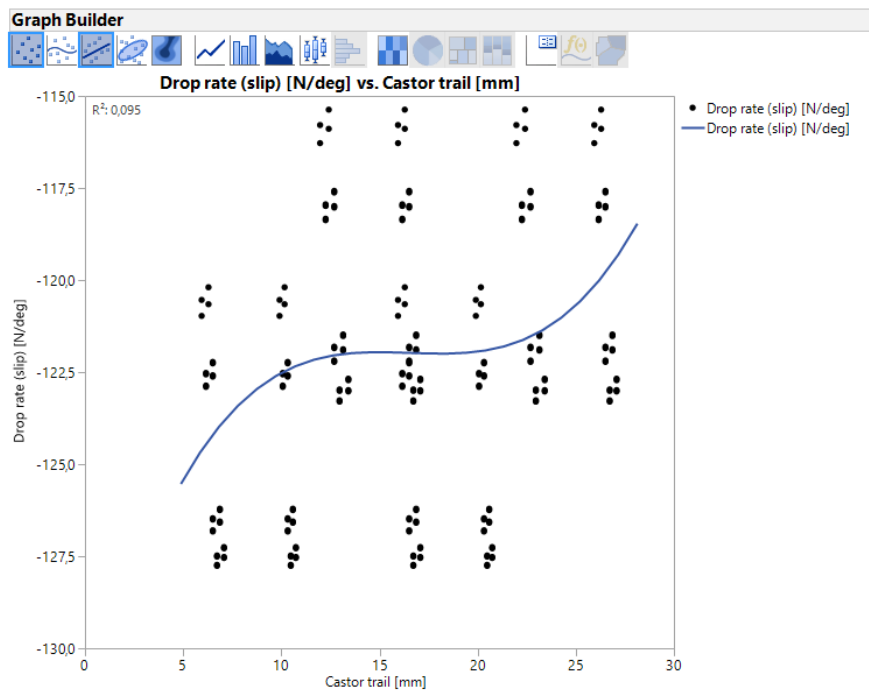 Graph Builder
Drop rate (slip) [N/deg] vs. Castor trail [mm]
R²: 0,095
Drop rate (slip) [N/deg]
Drop rate (slip) [N/deg]
Drop rate (slip) [N/deg]
-115,0
-117,5
-120,0
-122,5
-125,0
-127,5
-130,0
0 5 10 15 20 25 30
Castor trail [mm]